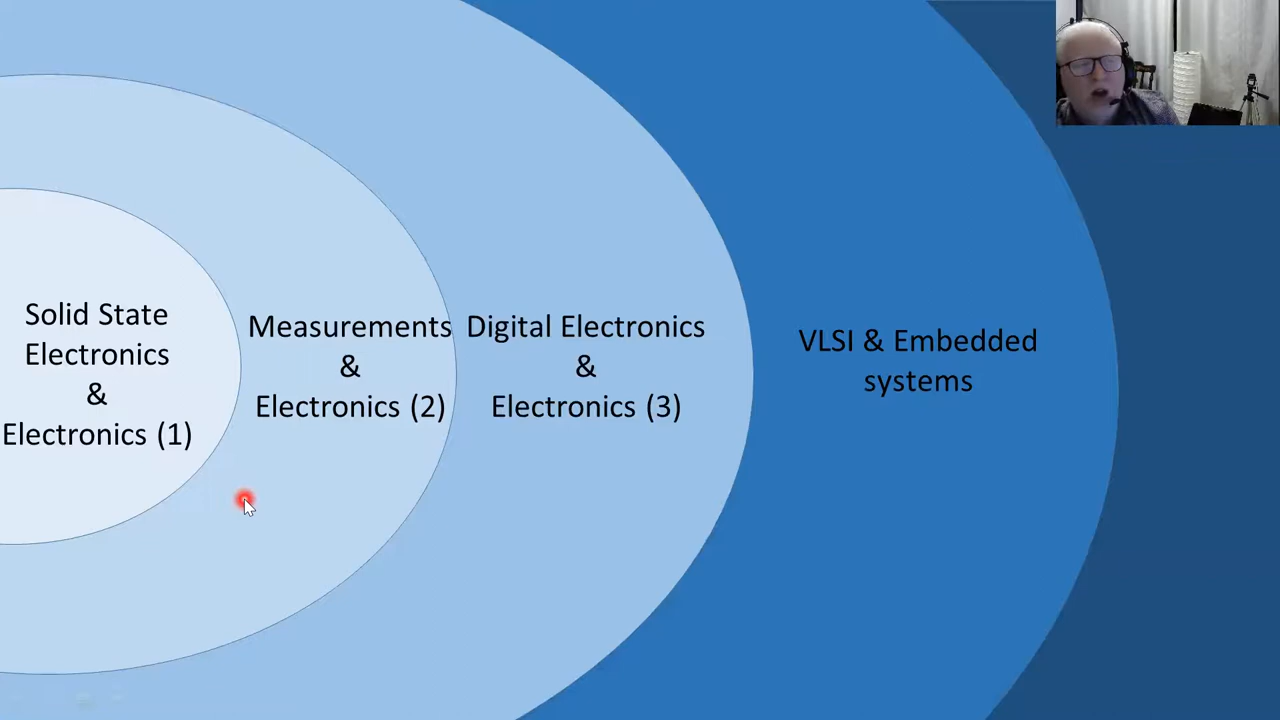 Solid State
Electronics
&
Electronics (1)
Measurements
&
Electronics (2)
Digital Electronics
&
Electronics (3)
VLSI & Embedded
systems